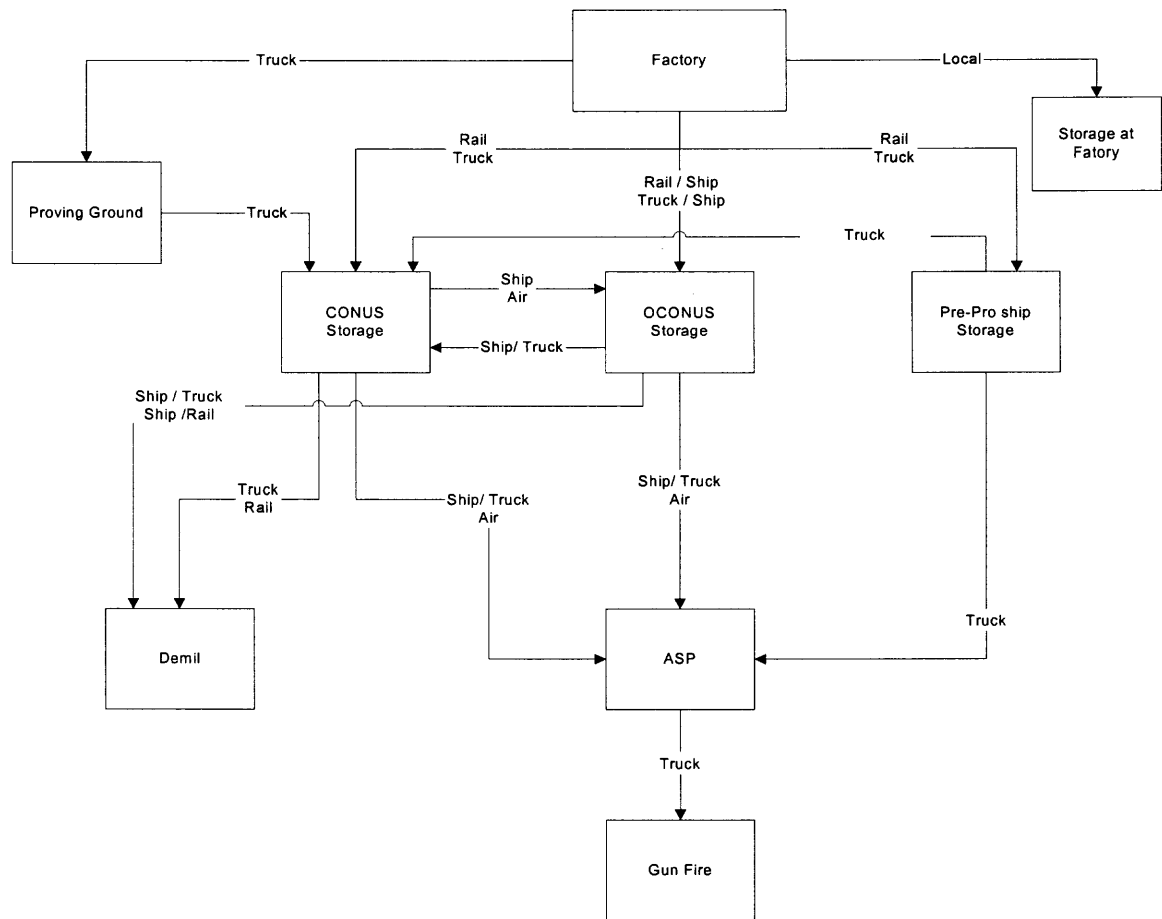 Factory
Truck
Local
Storage at
Fatory
Rail
Truck
Rail
Truck
Rail / Ship
Truck / Ship
Proving Ground
Truck
Truck
CONUS
Storage
Ship
Air
OCONUS
Storage
Pre-Pro ship
Storage
Ship/ Truck
Ship / Truck
Ship /Rail
Truck
Rail
Ship/ Truck
Air
Ship/ Truck
Air
Truck
Demil
ASP
Truck
Gun Fire